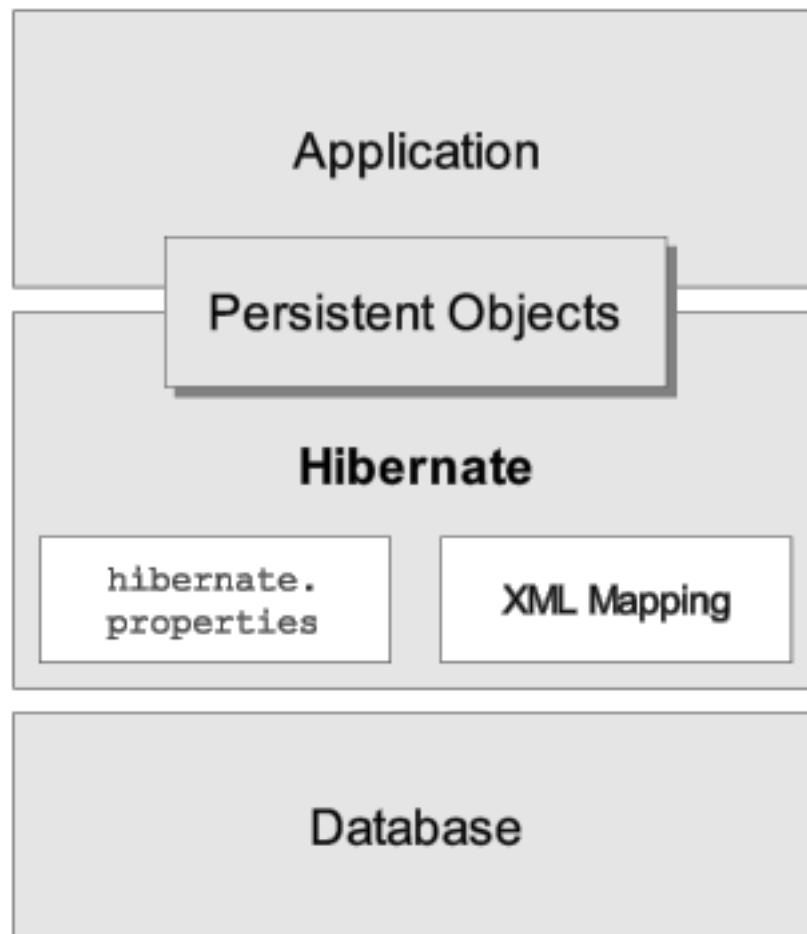 Application
Persistent Objects
Hibernate
hibernate.
properties
XML Mapping
Database